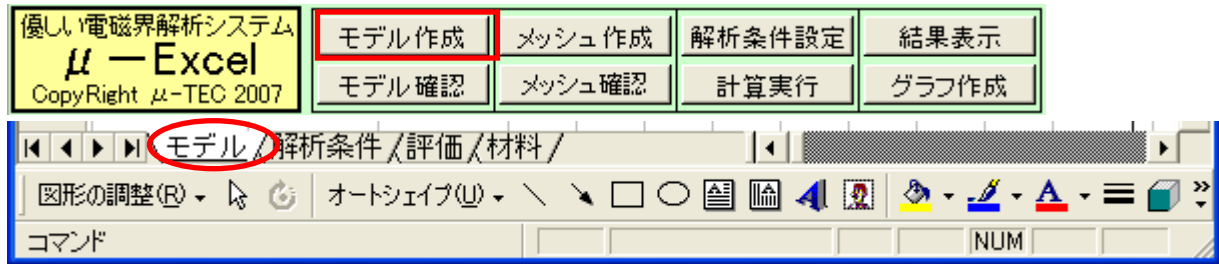 優しい電磁界解析システム
μ－Excel
CopyRight μ-TEC 2007
モデル作成 メッシュ作成 解析条件設定 結果表示
モデル確認 メッシュ確認 計算実行 グラフ作成
モデル/解析条件/評価/材料/
図形の調整(R) オートシェイプ(U)
コマンド NUM